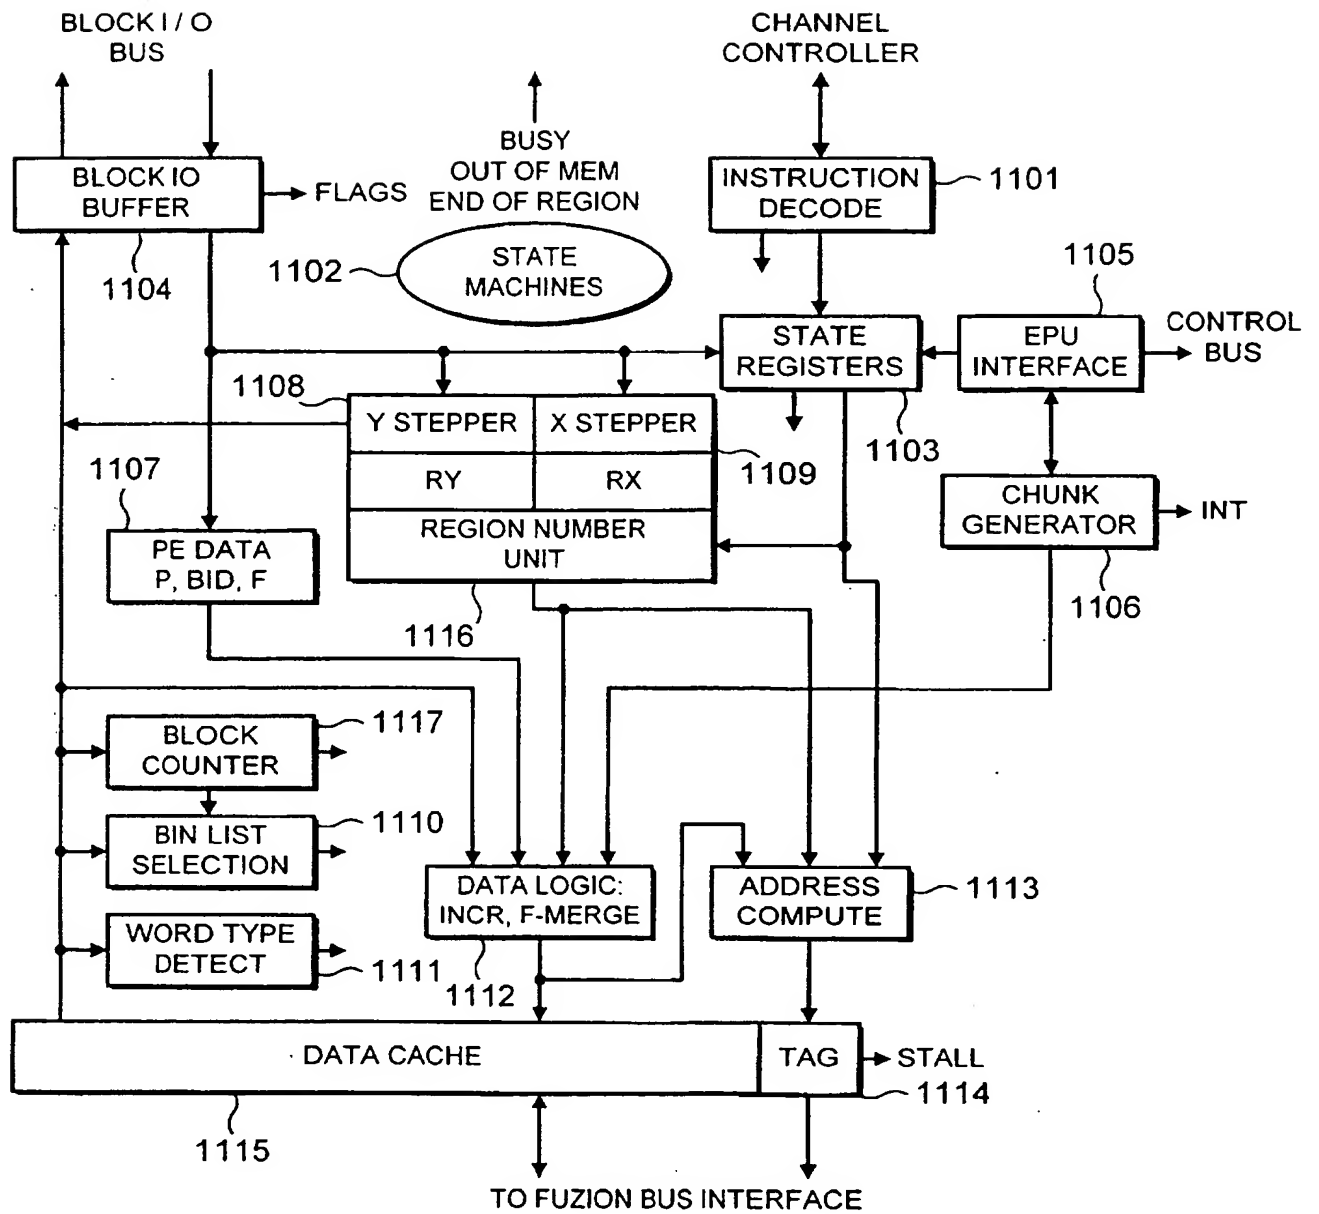 BLOCK I / O
BUS
CHANNEL
CONTROLLER
BUSY
OUT OF MEM
END OF REGION
BLOCK IO
BUFFER
FLAGS
INSTRUCTION
DECODE
1101
1104
1102
STATE
MACHINES
1105
STATE
REGISTERS
EPU
INTERFACE
CONTROL
BUS
1108
Y STEPPER
X STEPPER
1103
1109
RY
RX
1107
CHUNK
GENERATOR
INT
REGION NUMBER
UNIT
PE DATA
P, BID, F
1106
1116
1117
BLOCK
COUNTER
1110
BIN LIST
SELECTION
DATA LOGIC:
INCR, F-MERGE
ADDRESS
COMPUTE
1113
WORD TYPE
DETECT
1111
1112
DATA CACHE
TAG
STALL
1114
1115
TO FUZION BUS INTERFACE